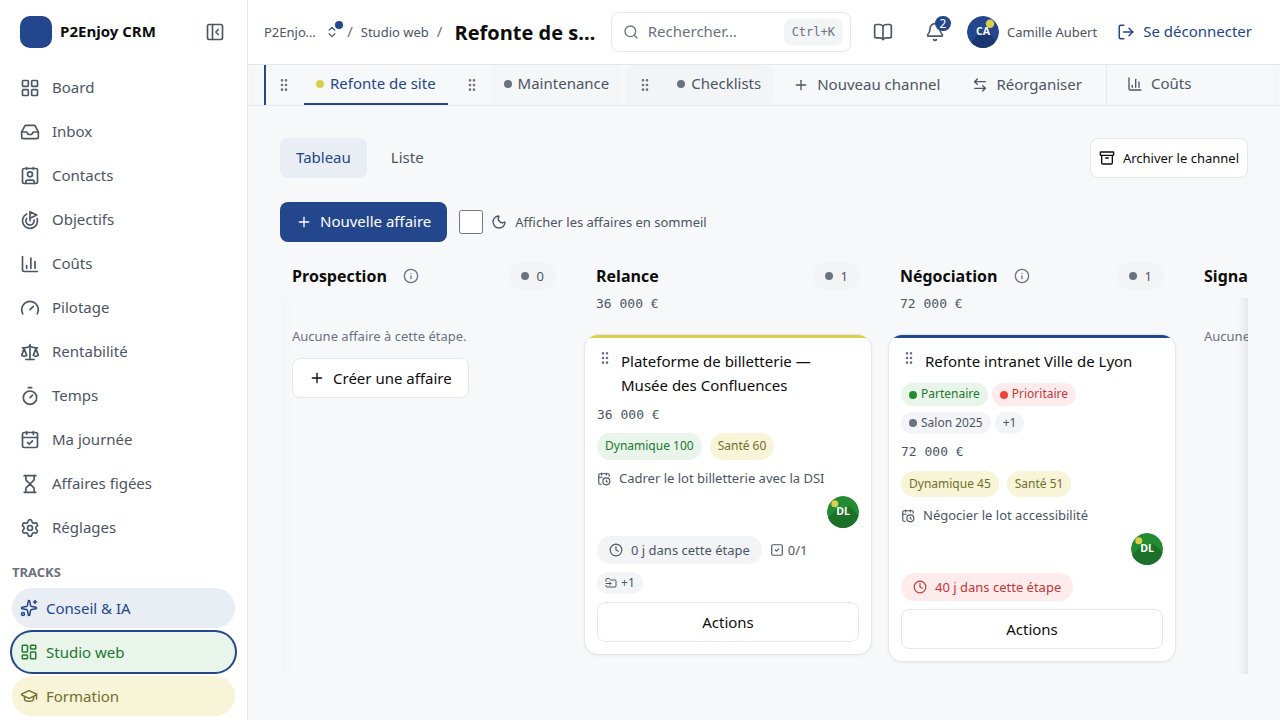 P2Enjoy CRM
Board
Inbox
Contacts
Objectifs
Coûts
Pilotage
Rentabilité
Temps
Ma journée
Affaires figées
Réglages
TRACKS
Conseil & IA
Studio web
Formation
P2Enjo... / Studio web / Refonte de s...
Rechercher... Ctrl+K
2
CA Camille Aubert
Se déconnecter
Refonte de site
Maintenance
Checklists
Nouveau channel
Réorganiser
Coûts
Tableau
Liste
Archiver le channel
Nouvelle affaire
Afficher les affaires en sommeil
Prospection 0
Aucune affaire à cette étape.
Créer une affaire
Relance 1
36 000 €
Plateforme de billetterie —
Musée des Confluences
36 000 €
Dynamique 100 Santé 60
Cadrer le lot billetterie avec la DSI
DL
0 j dans cette étape 0/1
+1
Actions
Négociation 1
72 000 €
Refonte intranet Ville de Lyon
Partenaire Prioritaire
Salon 2025 +1
72 000 €
Dynamique 45 Santé 51
Négocier le lot accessibilité
DL
40 j dans cette étape
Actions
Signa
Aucune